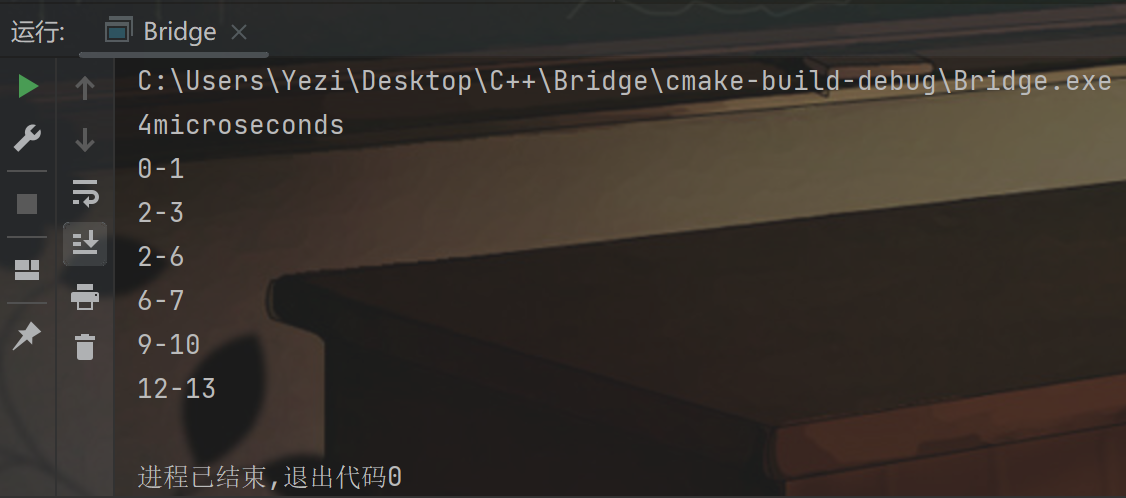 运行: Bridge
C:\Users\Yezi\Desktop\C++\Bridge\cmake-build-debug\Bridge.exe
4microseconds
0-1
2-3
2-6
6-7
9-10
12-13
进程已结束,退出代码0